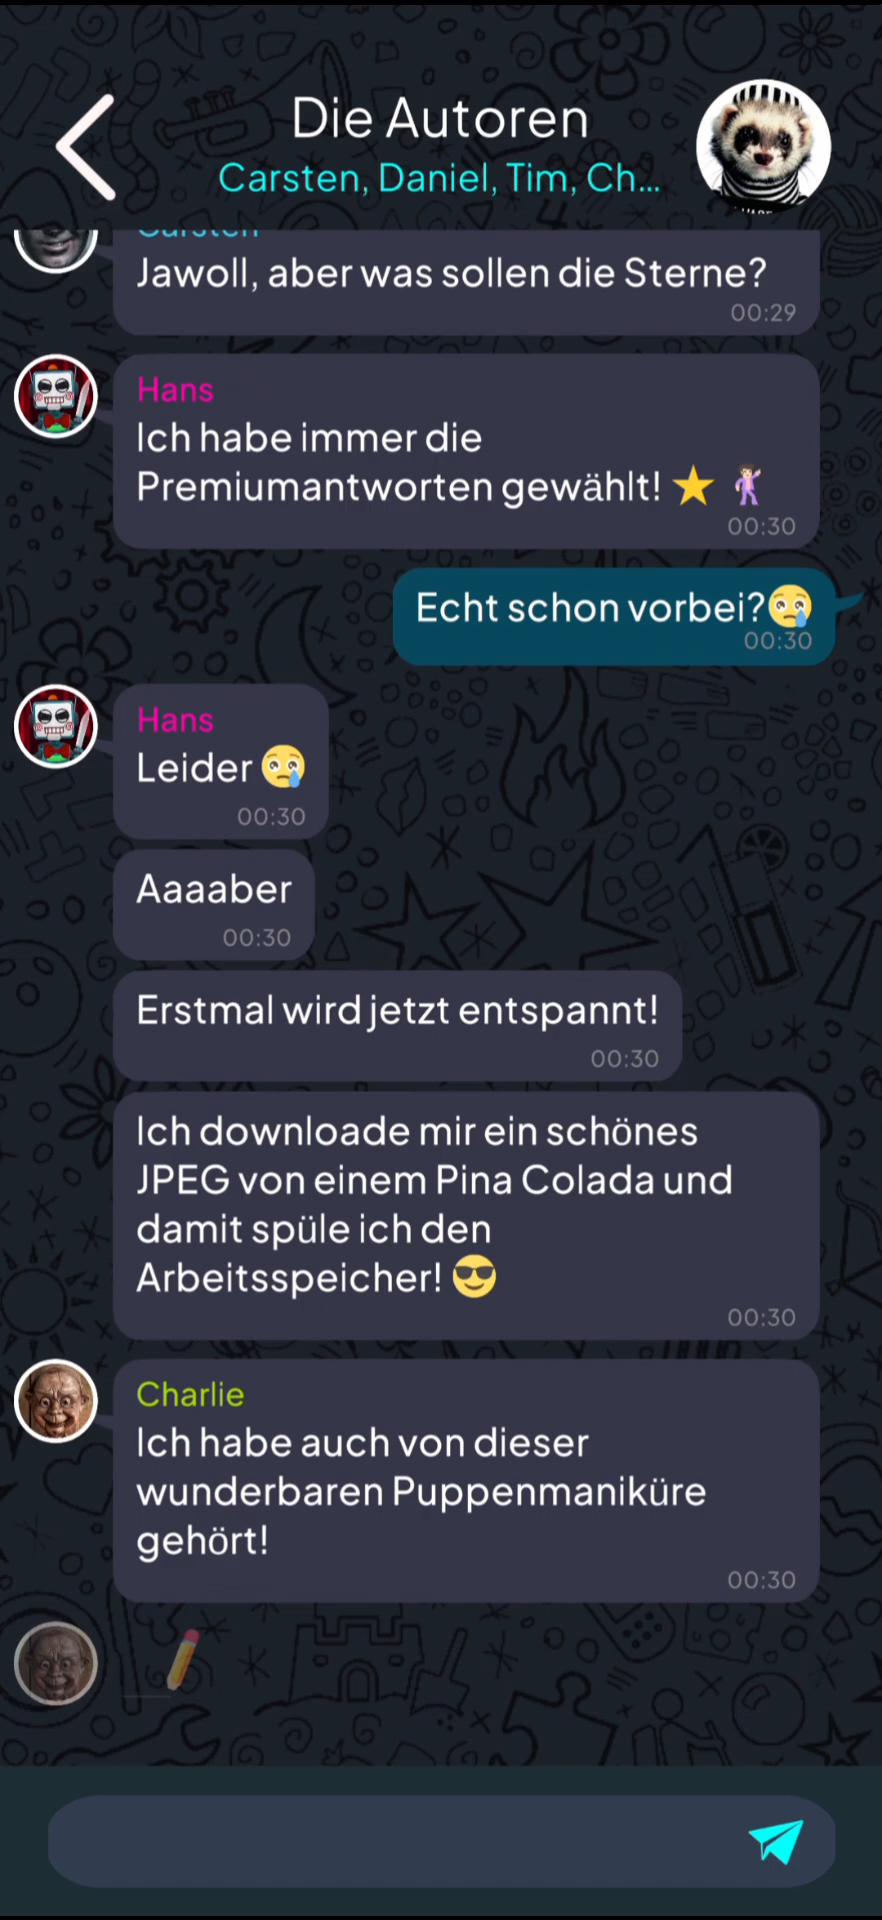 Die Autoren
Carsten, Daniel, Tim, Ch...
Carsten
Jawoll, aber was sollen die Sterne?
00:29
Hans
Ich habe immer die
Premiumantworten gewählt! ⭐ 🕺
00:30
Echt schon vorbei?😢
00:30
Hans
Leider 😢
00:30
Aaaaber
00:30
Erstmal wird jetzt entspannt!
00:30
Ich downloade mir ein schönes
JPEG von einem Pina Colada und
damit spüle ich den
Arbeitsspeicher! 😎
00:30
Charlie
Ich habe auch von dieser
wunderbaren Puppenmaniküre
gehört!
00:30